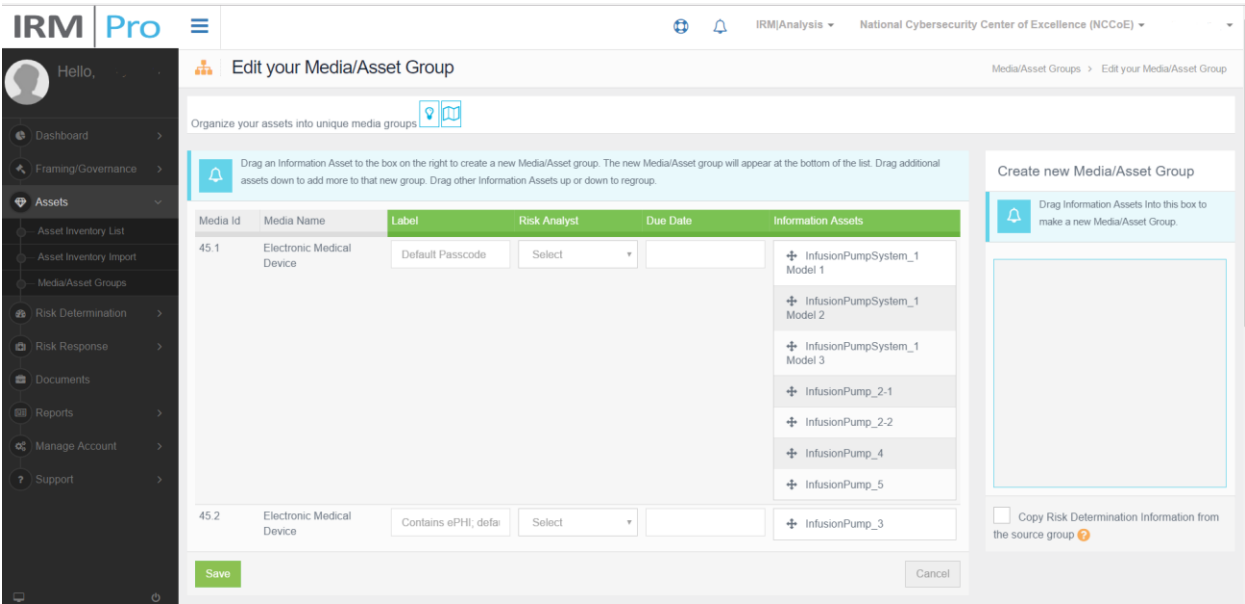 IRM|Pro
IRM|Analysis
National Cybersecurity Center of Excellence (NCCoE)
Hello,
Dashboard
Framing/Governance
Assets
Asset Inventory List
Asset Inventory Import
Media/Asset Groups
Risk Determination
Risk Response
Documents
Reports
Manage Account
Support
Edit your Media/Asset Group
Media/Asset Groups > Edit your Media/Asset Group
Organize your assets into unique media groups
Drag an Information Asset to the box on the right to create a new Media/Asset group. The new Media/Asset group will appear at the bottom of the list. Drag additional
assets down to add more to that new group. Drag other Information Assets up or down to regroup.
Media Id Media Name Label Risk Analyst Due Date Information Assets
45.1 Electronic Medical
Device
Default Passcode
Select
InfusionPumpSystem_1
Model 1
InfusionPumpSystem_1
Model 2
InfusionPumpSystem_1
Model 3
InfusionPump_2-1
InfusionPump_2-2
InfusionPump_4
InfusionPump_5
45.2 Electronic Medical
Device
Contains ePHI; defa
Select
InfusionPump_3
Save
Cancel
Create new Media/Asset Group
Drag Information Assets Into this box to
make a new Media/Asset Group.
Copy Risk Determination Information from
the source group